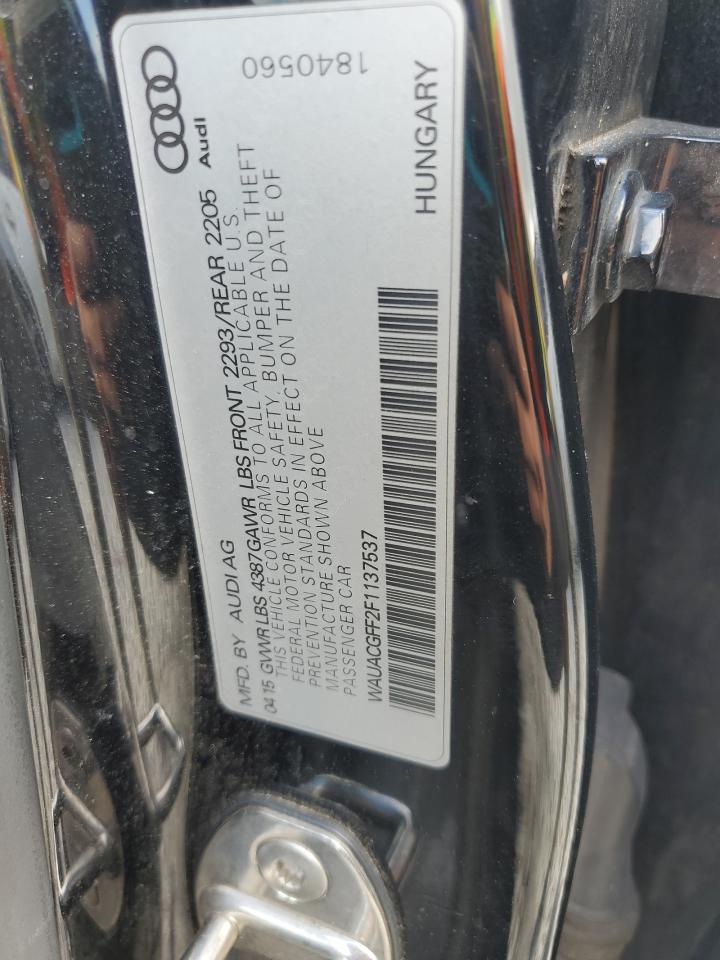 Audi
1840560
HUNGARY
MFD. BY AUDI AG
04 15 GVWR LBS 4387 GAWR LBS FRONT 2293/REAR 2205
THIS VEHICLE CONFORMS TO ALL APPLICABLE U.S.
FEDERAL MOTOR VEHICLE SAFETY, BUMPER AND THEFT
PREVENTION STANDARDS IN EFFECT ON THE DATE OF
MANUFACTURE SHOWN ABOVE
PASSENGER CAR
WAUACGFF2F1137537